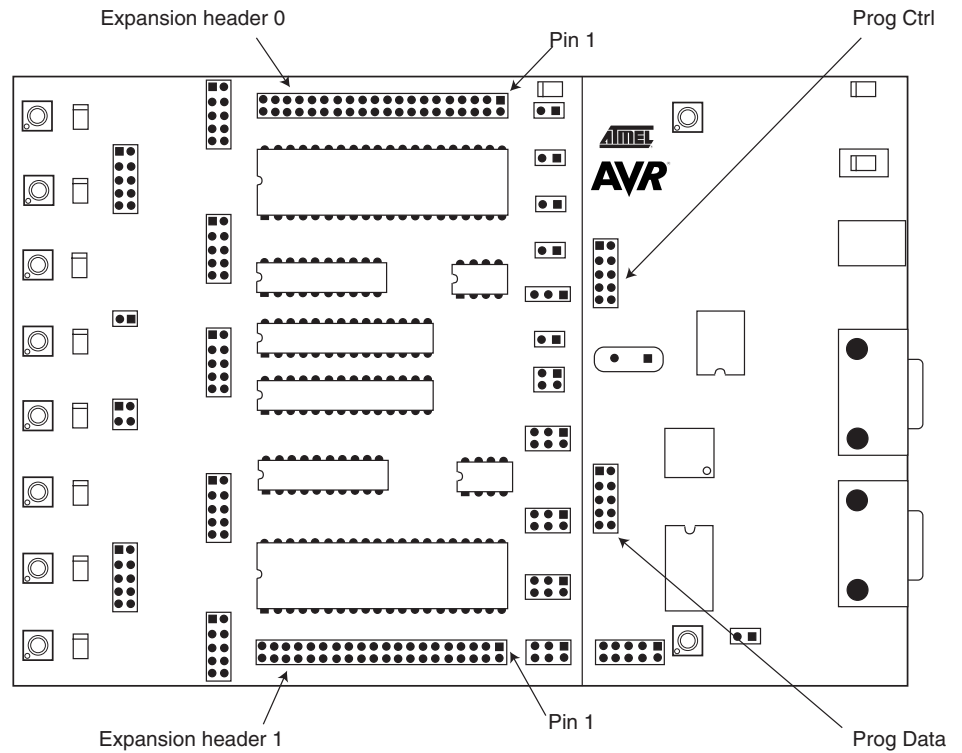 Expansion header 0
Prog Ctrl
Pin 1
ATMEL
AVR
Pin 1
Expansion header 1
Prog Data